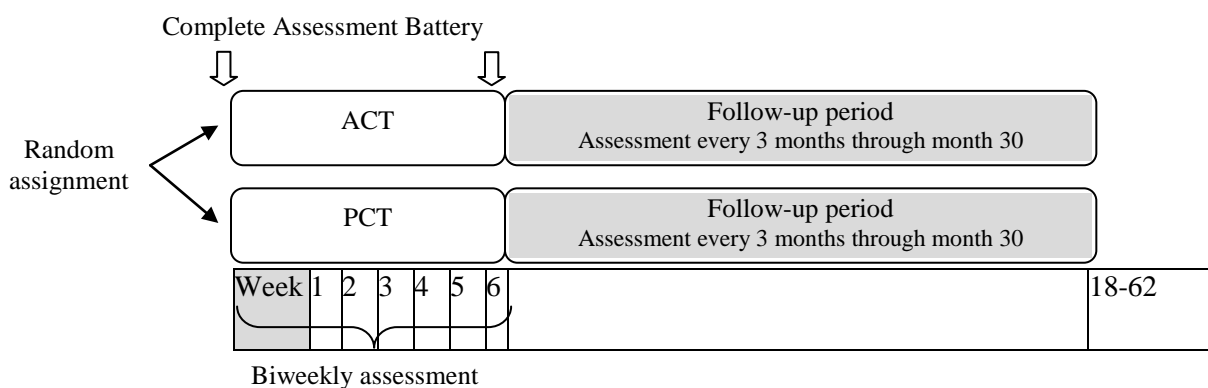 Complete Assessment Battery
ACT
Follow-up period
Assessment every 3 months through month 30
Random
assignment
PCT
Follow-up period
Assessment every 3 months through month 30
Week 1 2 3 4 5 6 18-62
Biweekly assessment